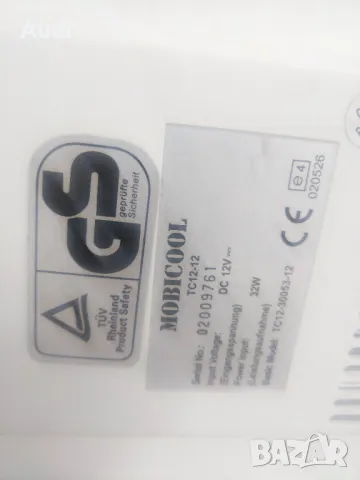 Audi
GS
geprüfte
Sicherheit
TÜV
Rheinland
Product Safety
MOBICOOL
TC12-12
Serial No.: 02009761
Input Voltage: DC 12V
(Eingangsspannung)
Power Input: 32W
(Leistungsaufnahme)
Basic Model: TC12-30053-12
CE
e4
020526
BAZAR
bg